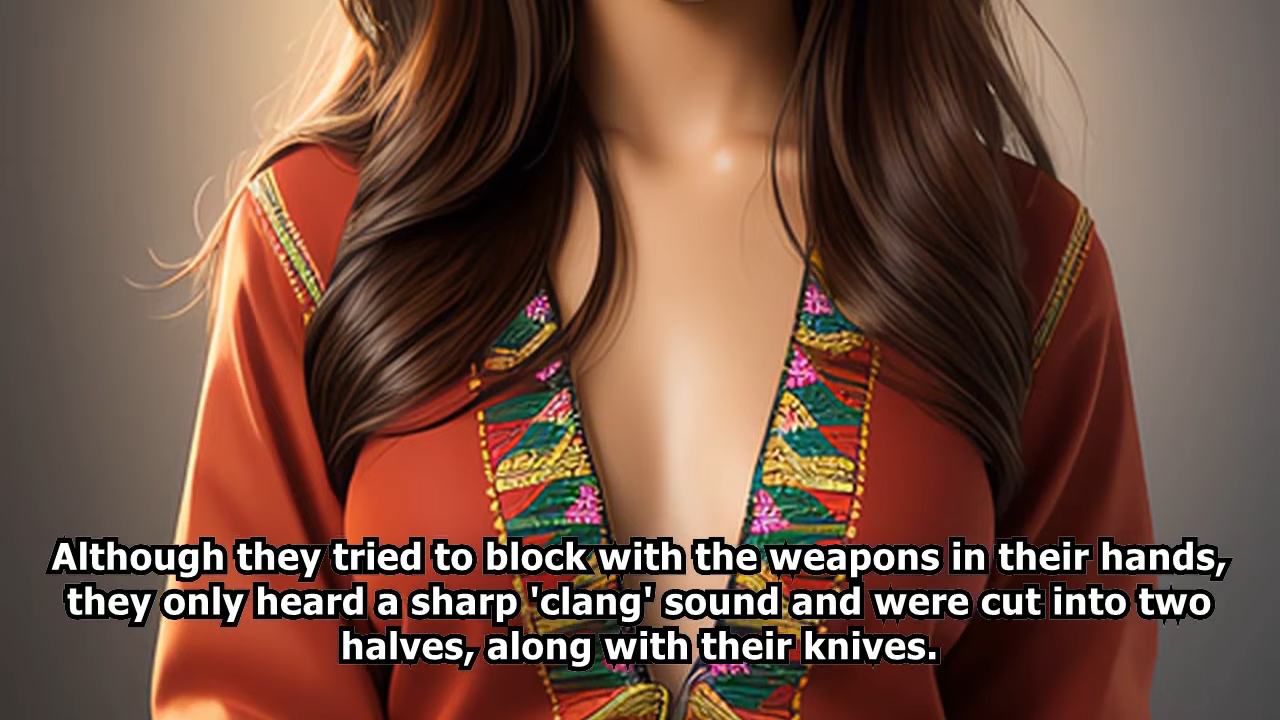 Although they tried to block with the weapons in their hands,
they only heard a sharp 'clang' sound and were cut into two
halves, along with their knives.